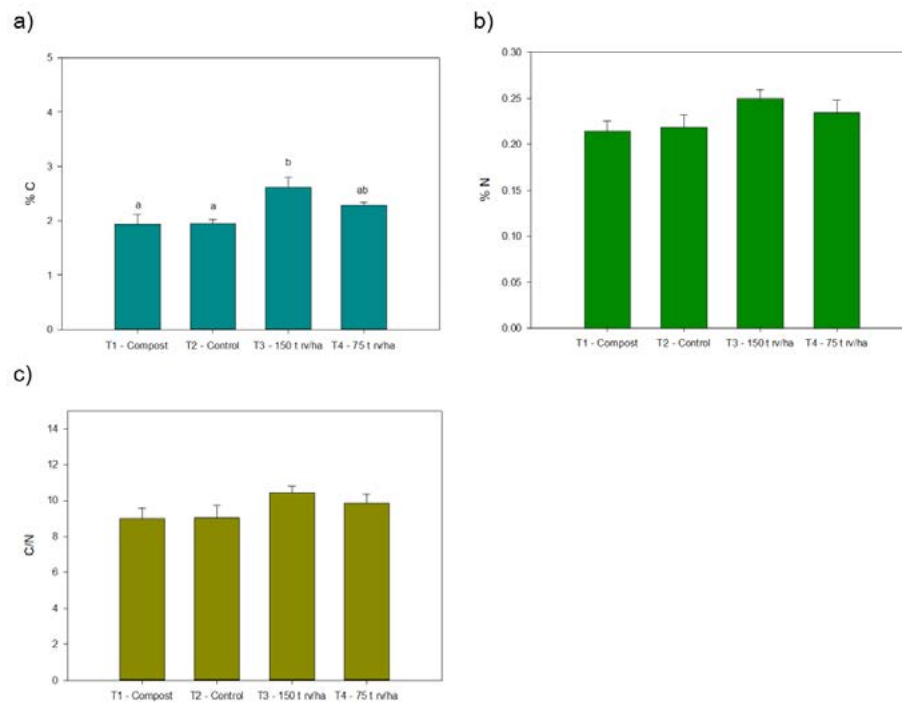 a)
5
4
3
2
1
0
% C
a
a
b
ab
T1 - Compost T2 - Control T3 - 150 t rv/ha T4 - 75 t rv/ha
b)
0.30
0.25
0.20
0.15
0.10
0.05
0.00
% N
T1 - Compost T2 - Control T3 - 150 t rv/ha T4 - 75 t rv/ha
c)
14
12
10
8
6
4
2
0
C/N
T1 - Compost T2 - Control T3 - 150 t rv/ha T4 - 75 t rv/ha